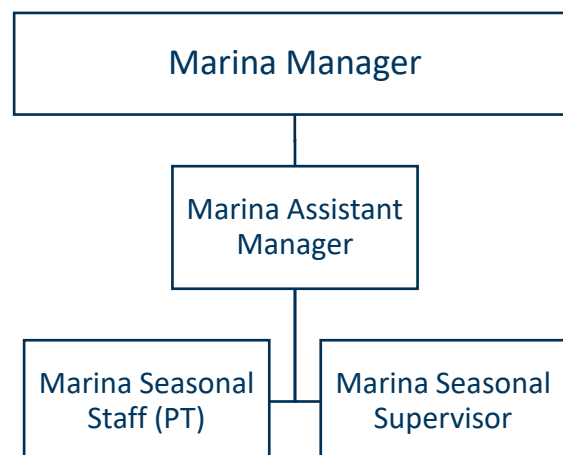 Marina Manager
Marina Assistant
Manager
Marina Seasonal
Staff (PT)
Marina Seasonal
Supervisor